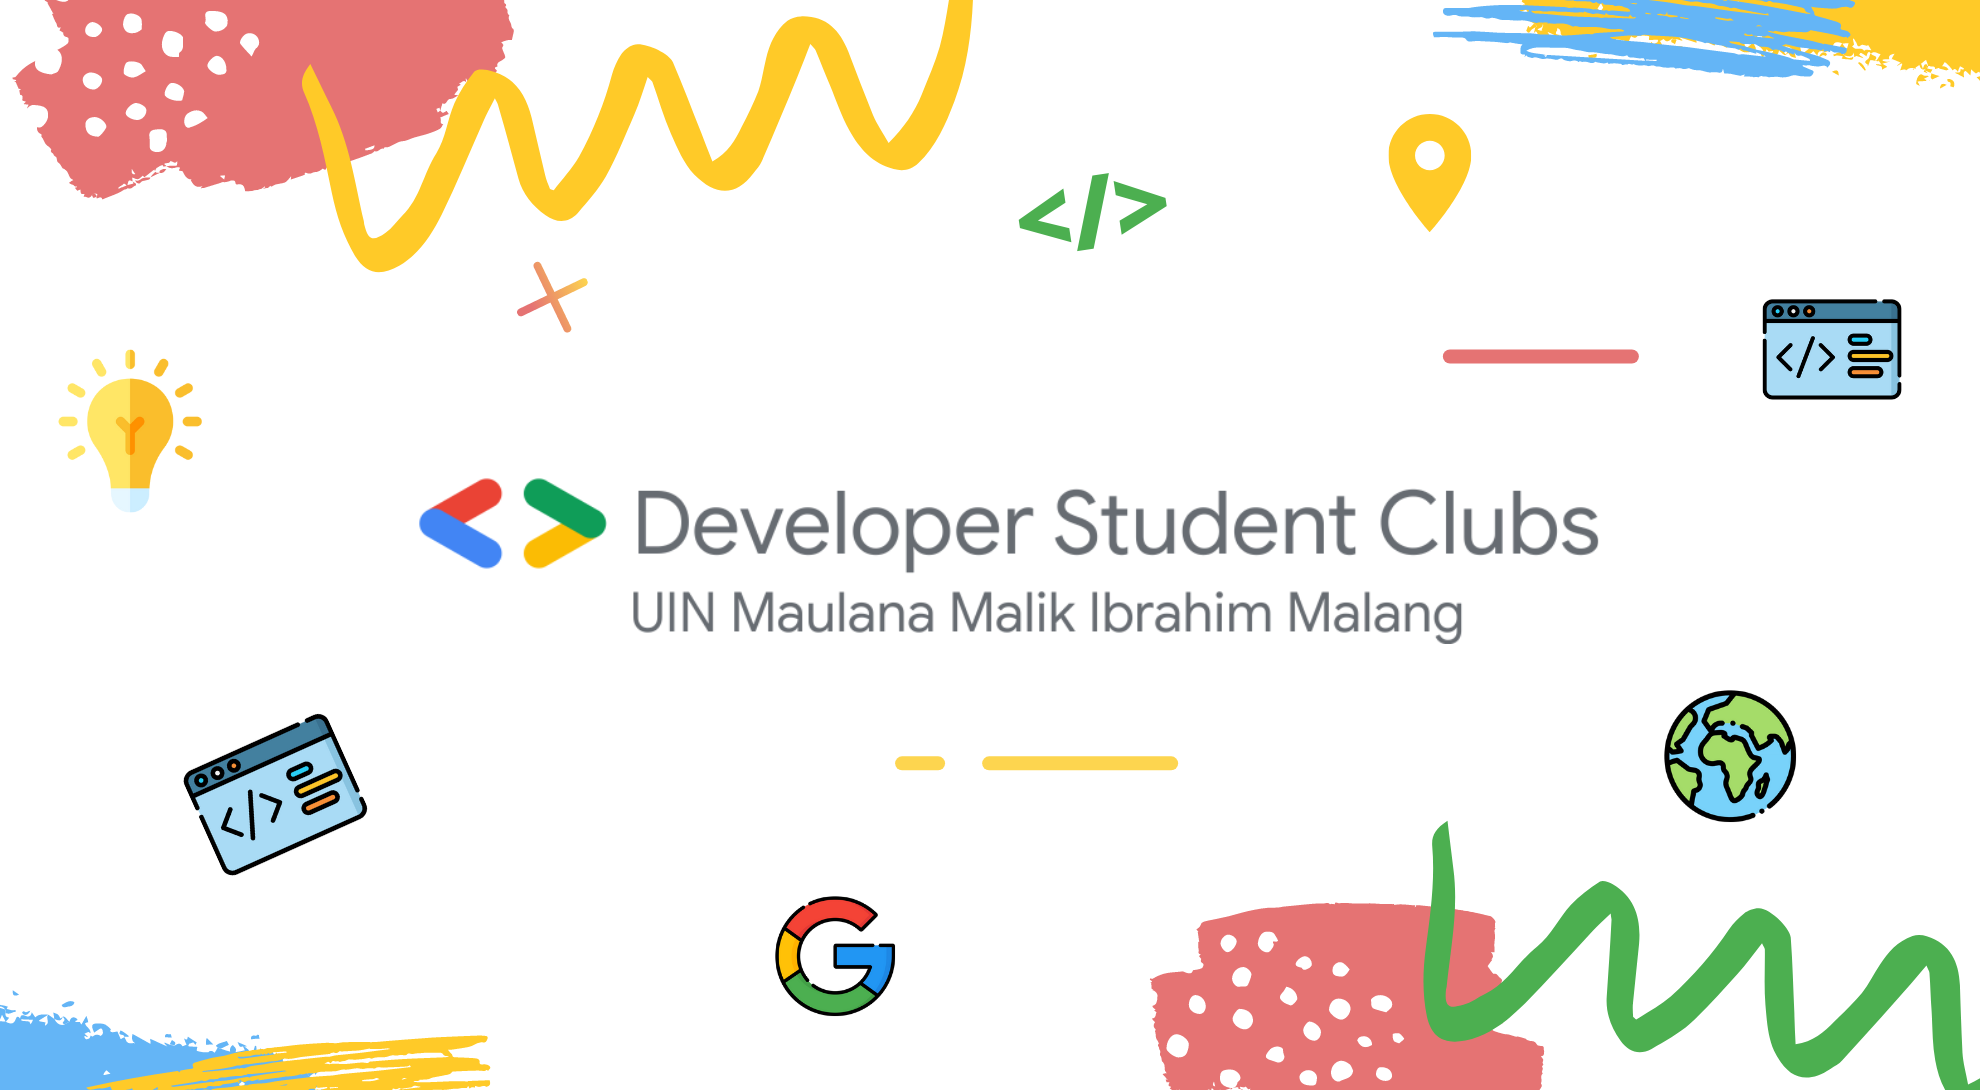 </>
</>
Developer Student Clubs
UIN Maulana Malik Ibrahim Malang
</>
G